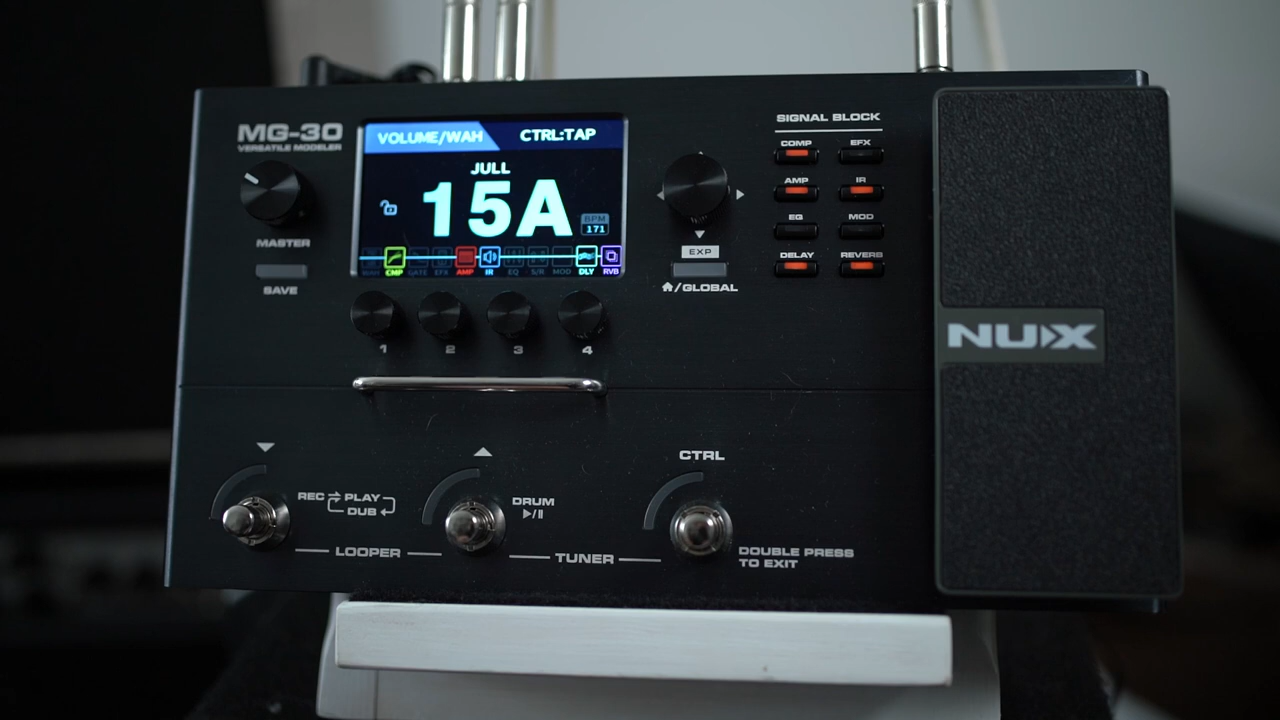 MG-30
VERSATILE MODELER
VOLUME/WAH CTRL:TAP
JULL
15A
BPM
171
WAH CMP GATE EFX AMP IR EQ S/R MOD DLY RVB
MASTER
SAVE
1 2 3 4
EXP
/GLOBAL
SIGNAL BLOCK
COMP EFX
AMP IR
EQ MOD
DELAY REVERB
NUX
CTRL
REC PLAY
DUB
DRUM
LOOPER
TUNER
DOUBLE PRESS
TO EXIT